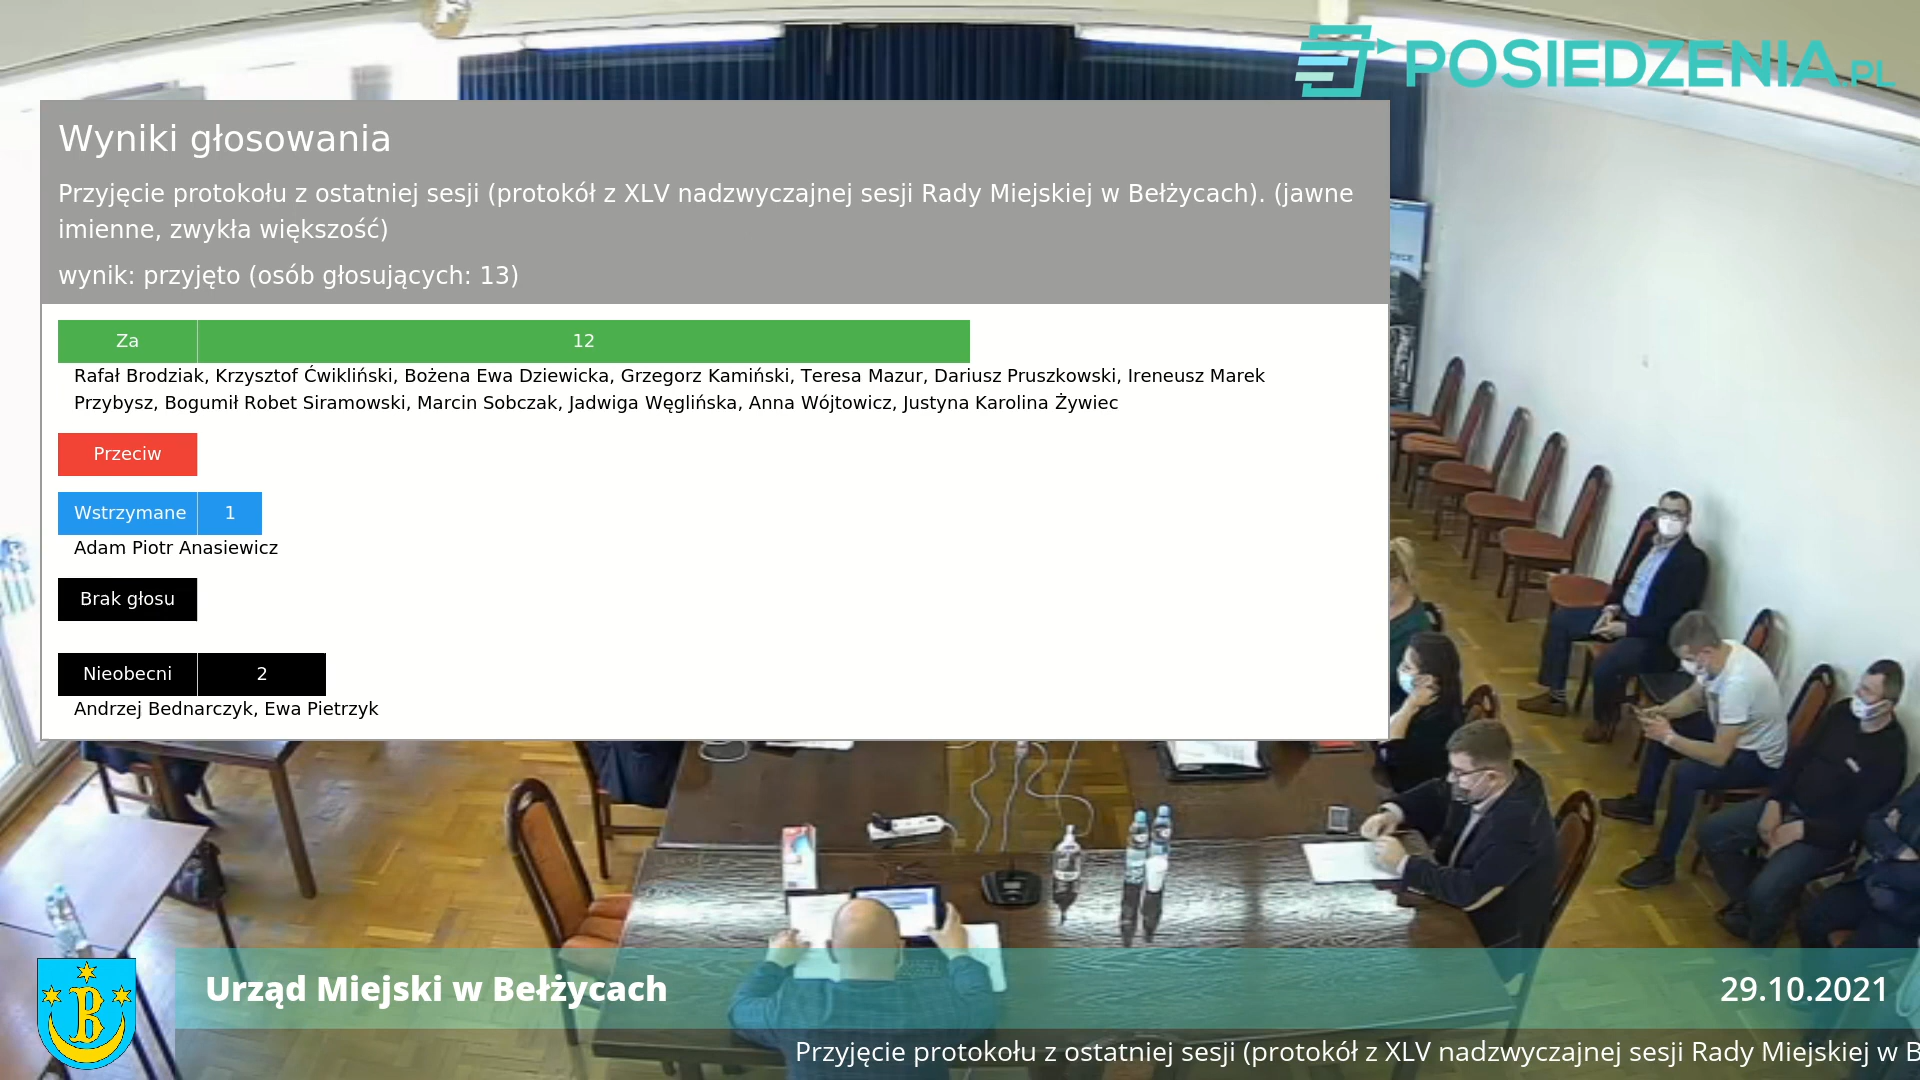 POSIEDZENIA.PL
Wyniki głosowania
Przyjęcie protokołu z ostatniej sesji (protokół z XLV nadzwyczajnej sesji Rady Miejskiej w Bełżycach). (jawne
imienne, zwykła większość)
wynik: przyjęto (osób głosujących: 13)
Za 12
Rafał Brodziak, Krzysztof Ćwikliński, Bożena Ewa Dziewicka, Grzegorz Kamiński, Teresa Mazur, Dariusz Pruszkowski, Ireneusz Marek
Przybysz, Bogumił Robet Siramowski, Marcin Sobczak, Jadwiga Węglińska, Anna Wójtowicz, Justyna Karolina Żywiec
Przeciw
Wstrzymane 1
Adam Piotr Anasiewicz
Brak głosu
Nieobecni 2
Andrzej Bednarczyk, Ewa Pietrzyk
B
Urząd Miejski w Bełżycach
29.10.2021
Przyjęcie protokołu z ostatniej sesji (protokół z XLV nadzwyczajnej sesji Rady Miejskiej w B